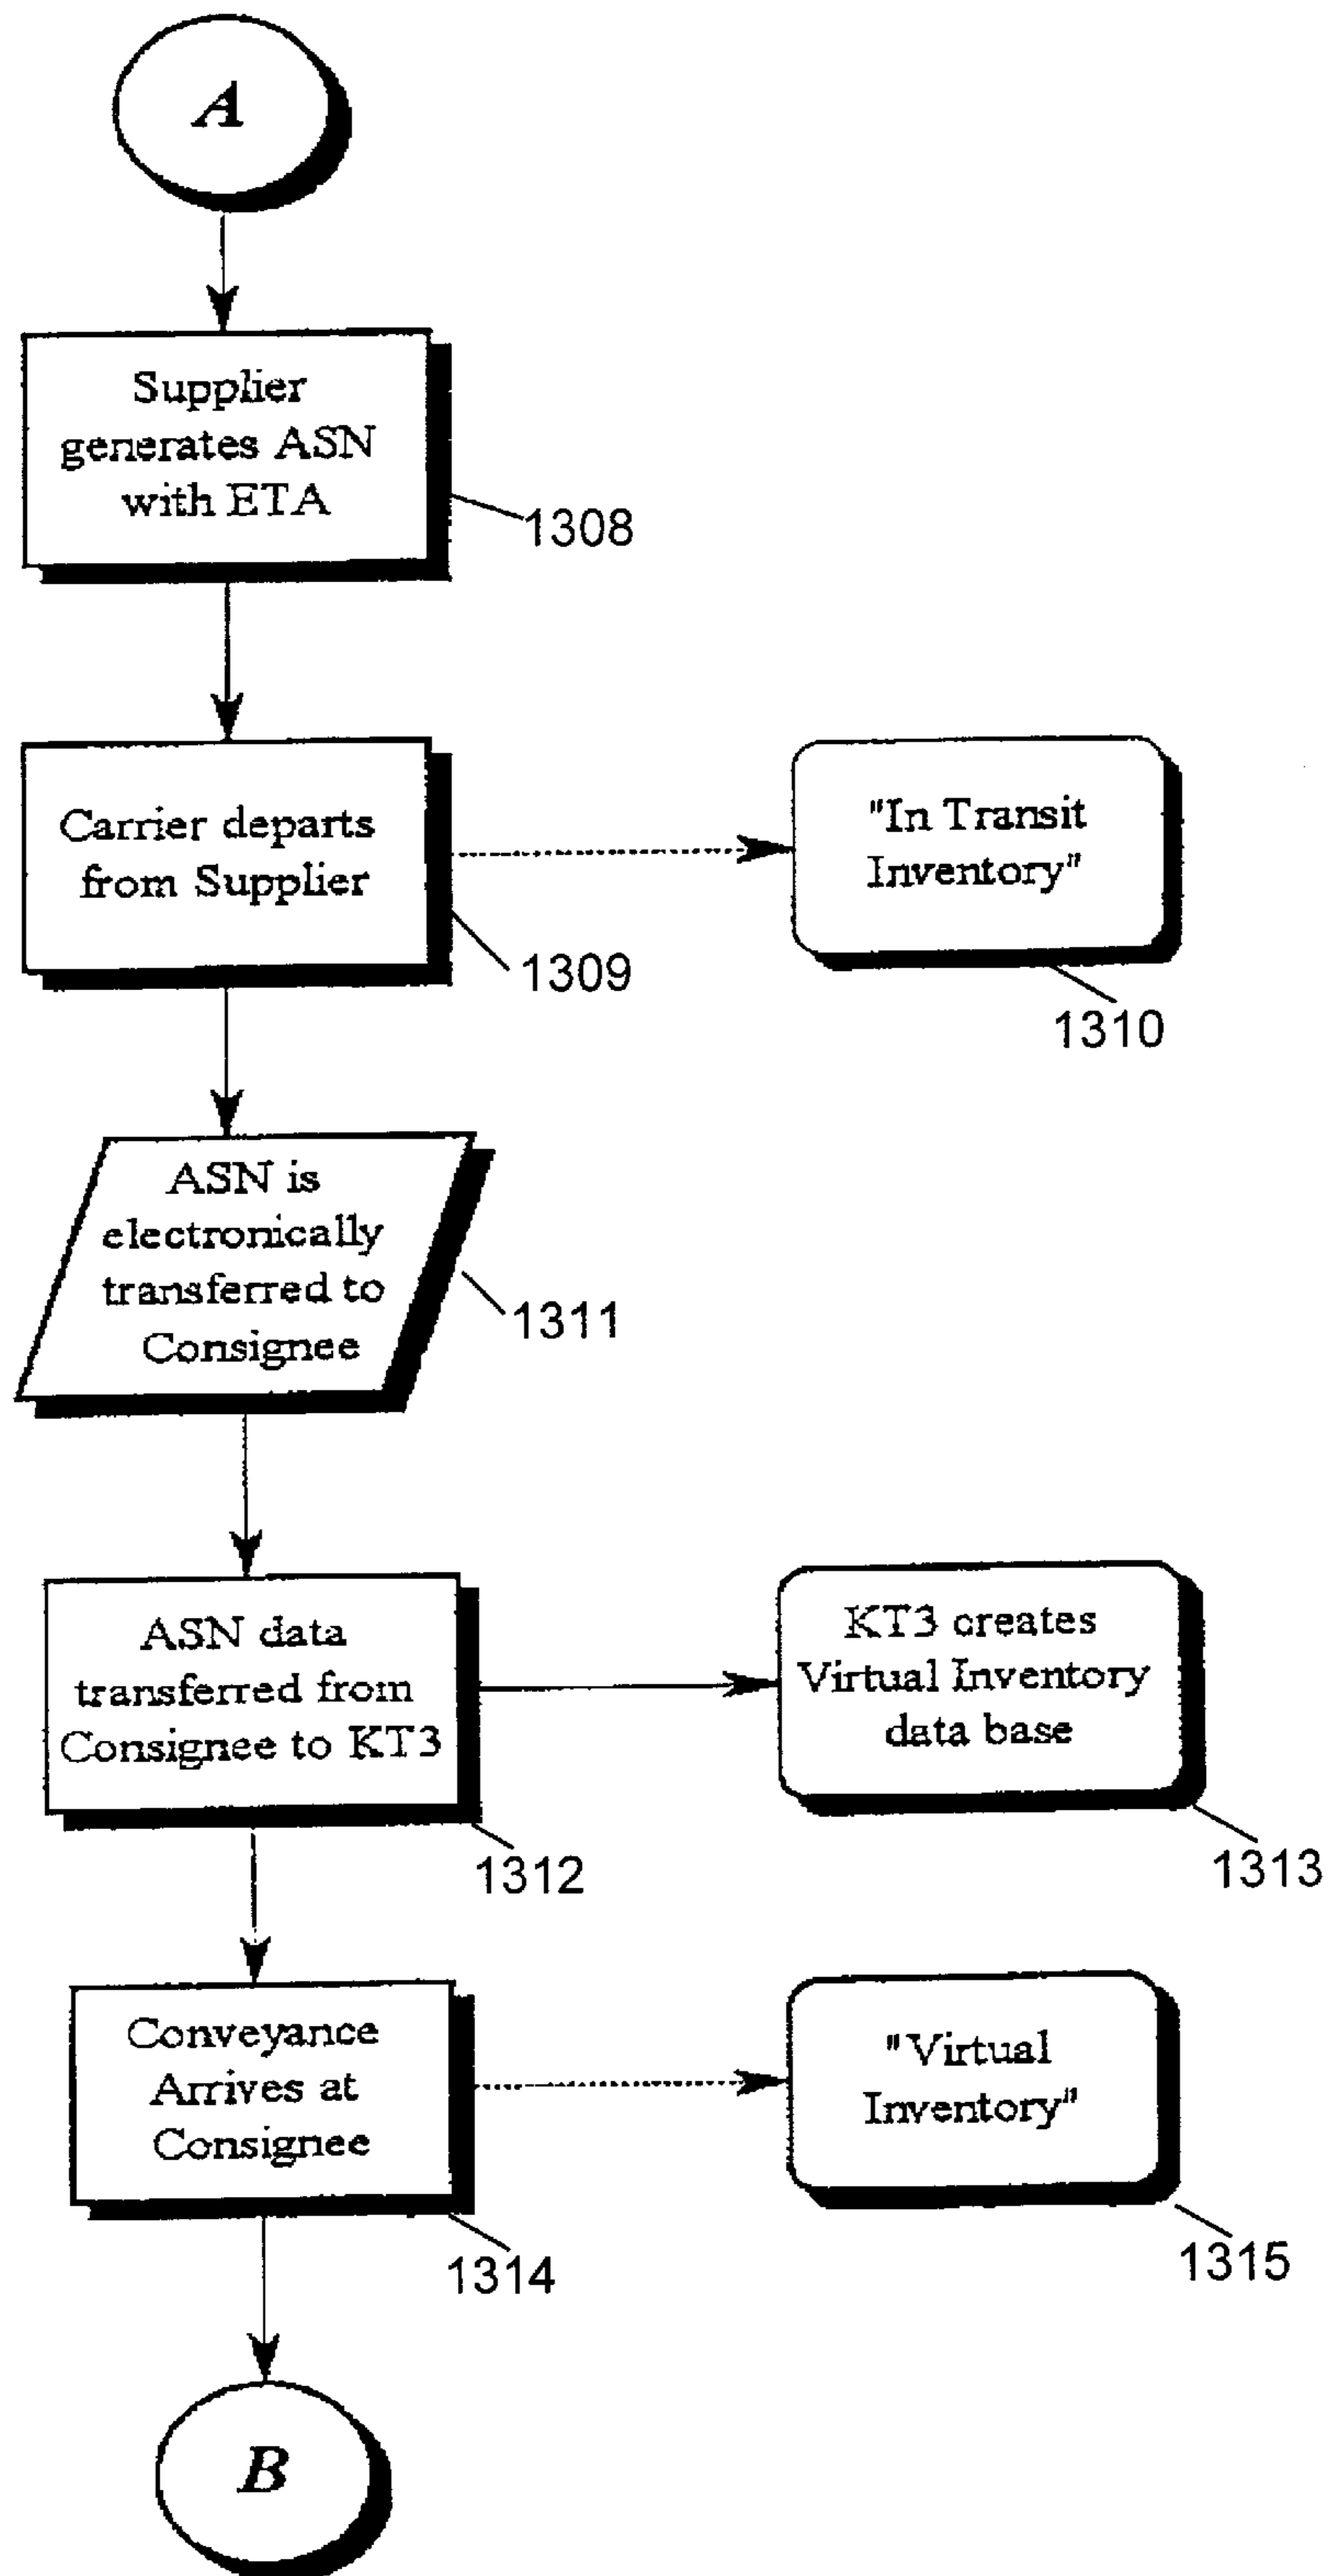 A
Supplier
generates ASN
with ETA
1308
Carrier departs
from Supplier
1309
"In Transit
Inventory"
1310
ASN is
electronically
transferred to
Consignee
1311
ASN data
transferred from
Consignee to KT3
1312
KT3 creates
Virtual Inventory
data base
1313
Conveyance
Arrives at
Consignee
1314
"Virtual
Inventory"
1315
B